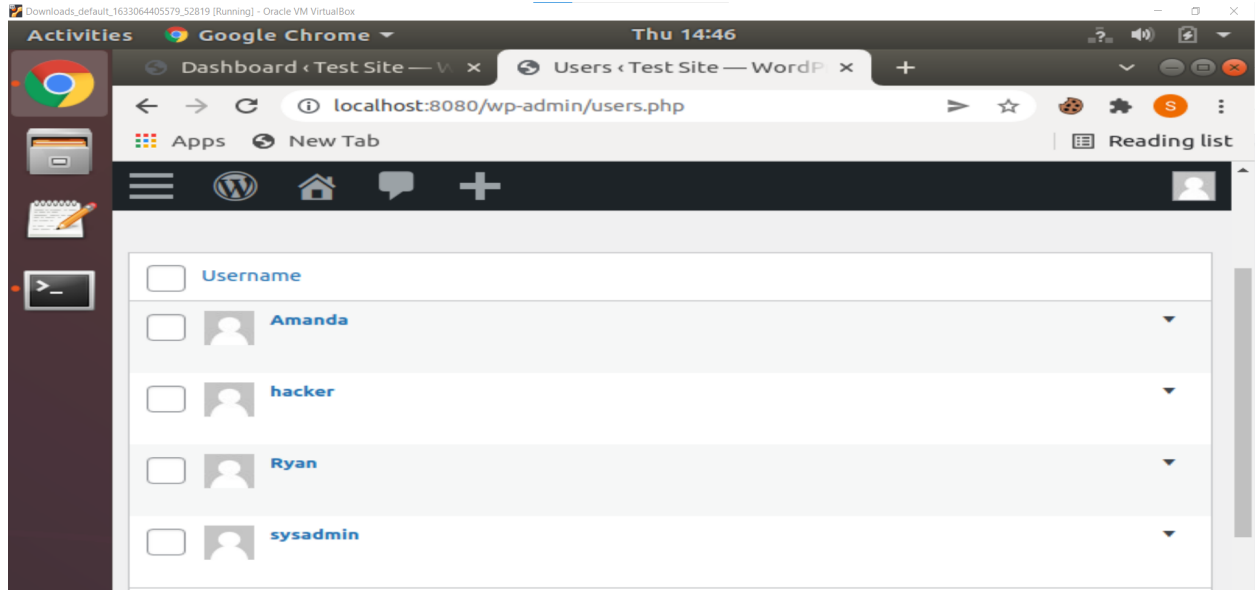 Downloads_default_1633064405579_52819 [Running] - Oracle VM VirtualBox
Activities Google Chrome Thu 14:46 ?
Dashboard ‹ Test Site — W Users ‹ Test Site — WordP
localhost:8080/wp-admin/users.php S
Apps New Tab Reading list
Username
Amanda
hacker
Ryan
sysadmin